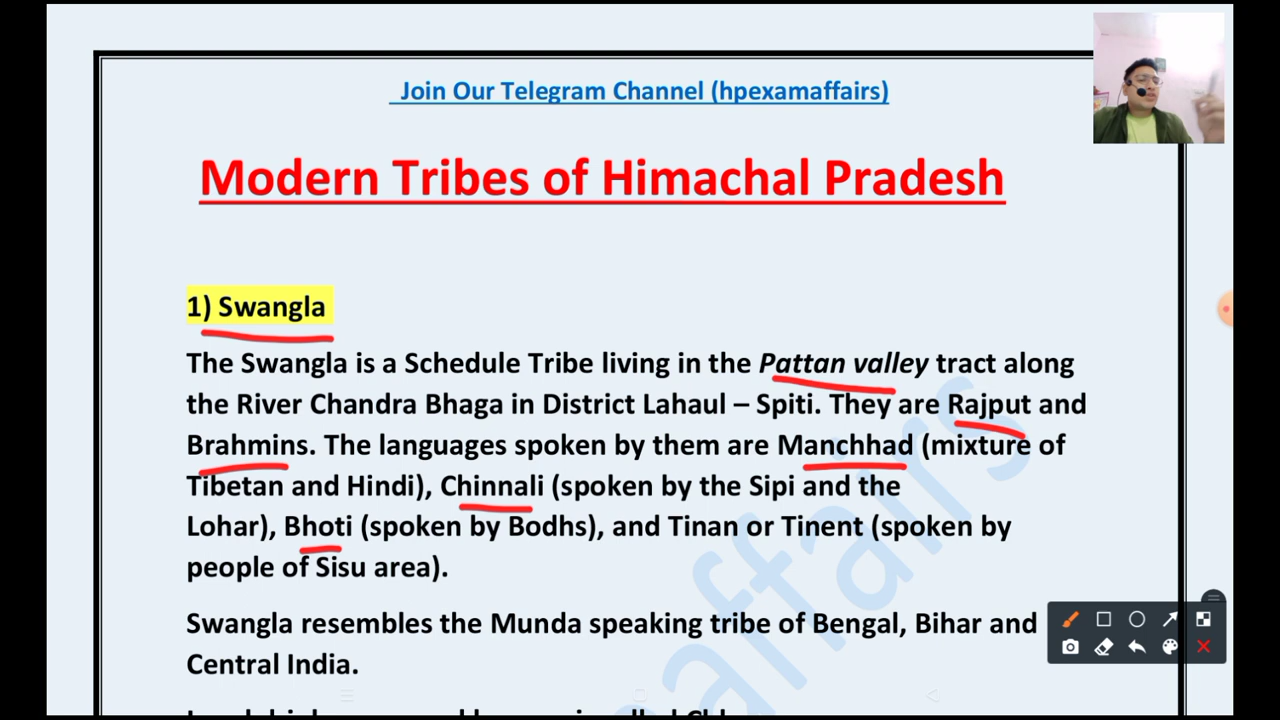 Join Our Telegram Channel (hpexamaffairs)
Modern Tribes of Himachal Pradesh
1) Swangla
The Swangla is a Schedule Tribe living in the Pattan valley tract along
the River Chandra Bhaga in District Lahaul – Spiti. They are Rajput and
Brahmins. The languages spoken by them are Manchhad (mixture of
Tibetan and Hindi), Chinnali (spoken by the Sipi and the
Lohar), Bhoti (spoken by Bodhs), and Tinan or Tinent (spoken by
people of Sisu area).
Swangla resembles the Munda speaking tribe of Bengal, Bihar and
Central India.
affairs